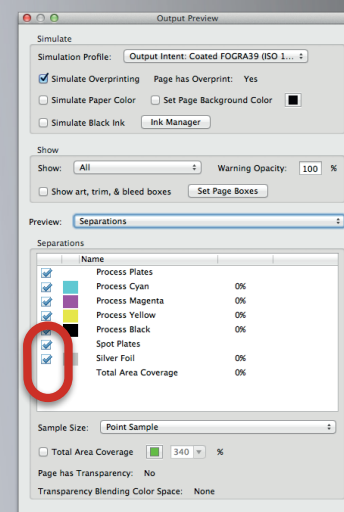 Output Preview
Simulate
Simulation Profile: Output Intent: Coated FOGRA39 (ISO 1...
Simulate Overprinting Page has Overprint: Yes
Simulate Paper Color Set Page Background Color
Simulate Black Ink Ink Manager
Show
Show: All Warning Opacity: 100 %
Show art, trim, & bleed boxes Set Page Boxes
Preview: Separations
Separations
Name
Process Plates
Process Cyan 0%
Process Magenta 0%
Process Yellow 0%
Process Black 0%
Spot Plates
Silver Foil 0%
Total Area Coverage 0%
Sample Size: Point Sample
Total Area Coverage 340 %
Page has Transparency: No
Transparency Blending Color Space: None